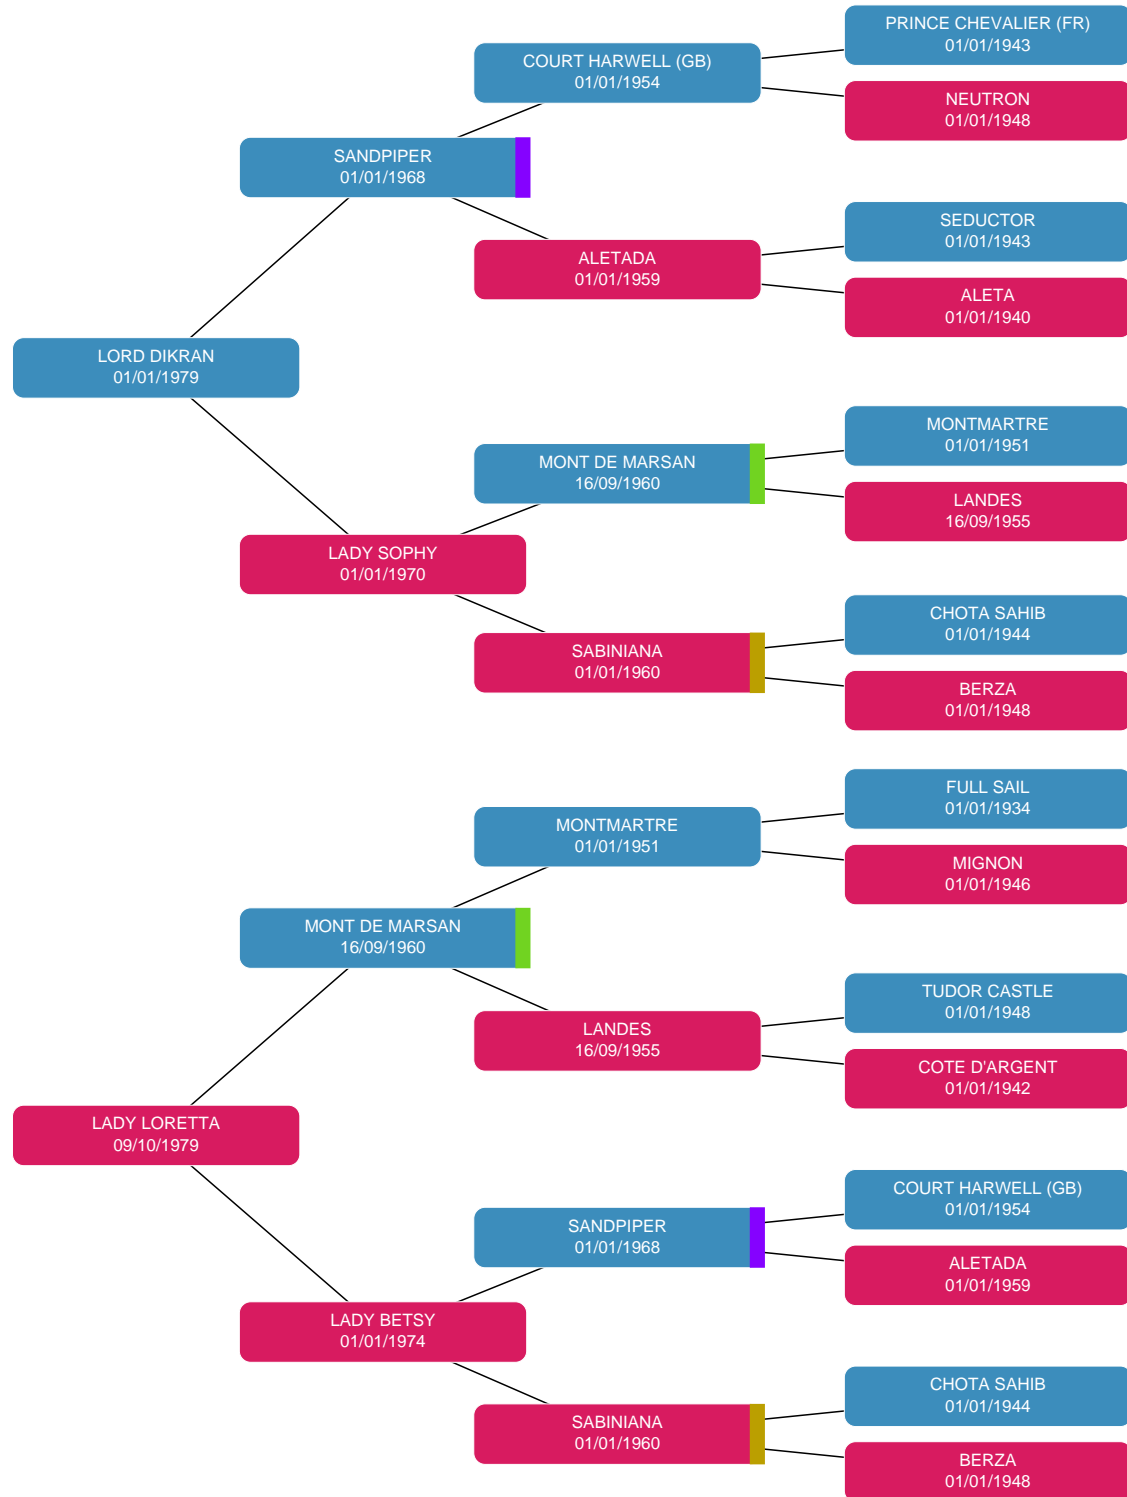 PRINCE CHEVALIER (FR)
01/01/1943
COURT HARWELL (GB)
01/01/1954
NEUTRON
01/01/1948
SANDPIPER
01/01/1968
SEDUCTOR
01/01/1943
ALETADA
01/01/1959
ALETA
01/01/1940
LORD DIKRAN
01/01/1979
MONTMARTRE
01/01/1951
MONT DE MARSAN
16/09/1960
LANDES
16/09/1955
LADY SOPHY
01/01/1970
CHOTA SAHIB
01/01/1944
SABINIANA
01/01/1960
BERZA
01/01/1948
FULL SAIL
01/01/1934
MONTMARTRE
01/01/1951
MIGNON
01/01/1946
MONT DE MARSAN
16/09/1960
TUDOR CASTLE
01/01/1948
LANDES
16/09/1955
COTE D'ARGENT
01/01/1942
LADY LORETTA
09/10/1979
COURT HARWELL (GB)
01/01/1954
SANDPIPER
01/01/1968
ALETADA
01/01/1959
LADY BETSY
01/01/1974
CHOTA SAHIB
01/01/1944
SABINIANA
01/01/1960
BERZA
01/01/1948